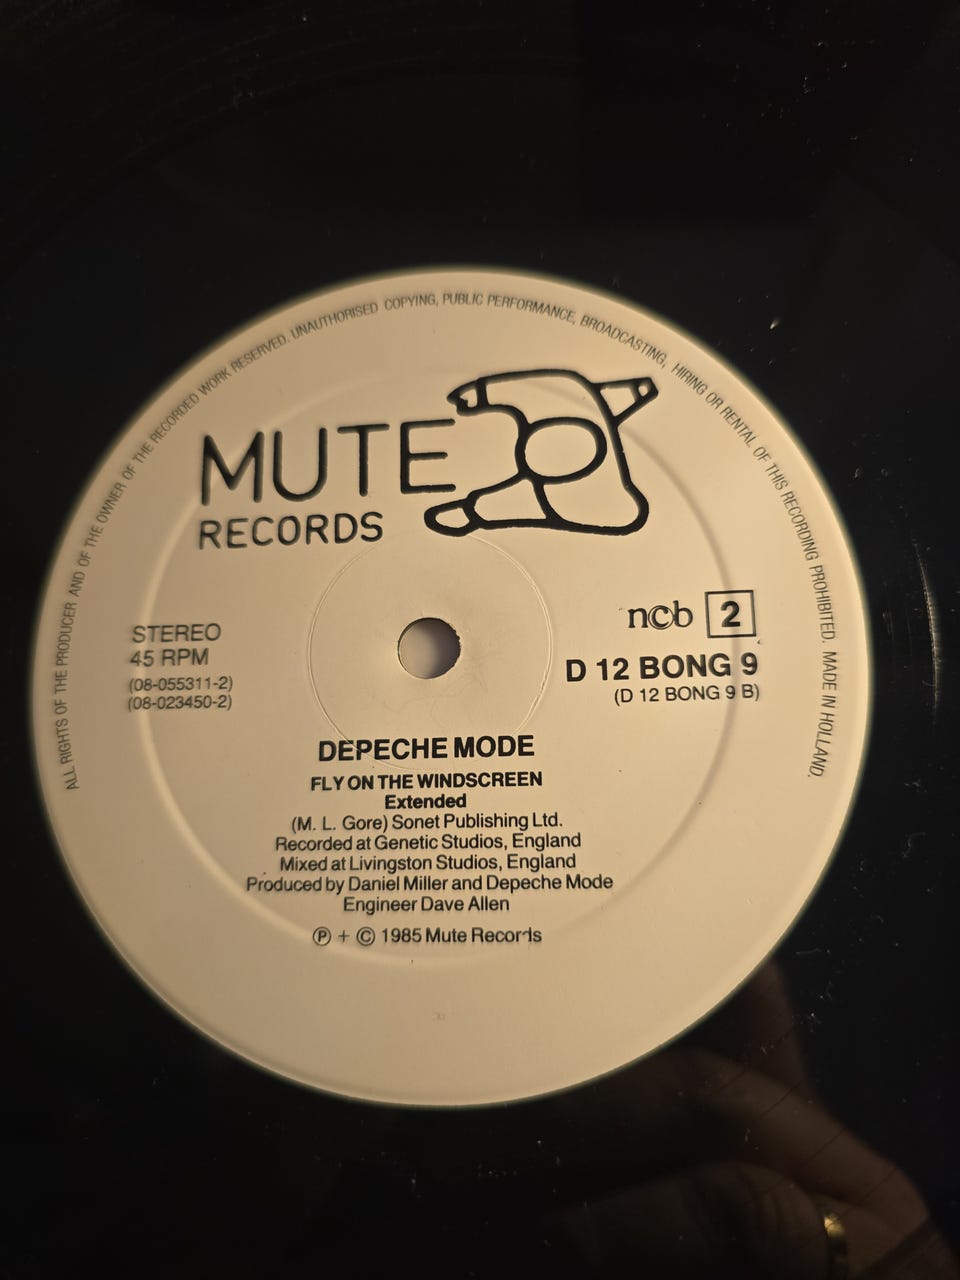 ALL RIGHTS OF THE PRODUCER AND OF THE OWNER OF THE RECORDED WORK RESERVED. UNAUTHORISED COPYING, PUBLIC PERFORMANCE, BROADCASTING, HIRING OR RENTAL OF THIS RECORDING PROHIBITED. MADE IN HOLLAND.
MUTE
RECORDS
STEREO
45 RPM
(08-055311-2)
(08-023450-2)
ncb 2
D 12 BONG 9
(D 12 BONG 9 B)
DEPECHE MODE
FLY ON THE WINDSCREEN
Extended
(M. L. Gore) Sonet Publishing Ltd.
Recorded at Genetic Studios, England
Mixed at Livingston Studios, England
Produced by Daniel Miller and Depeche Mode
Engineer Dave Allen
℗ + © 1985 Mute Records